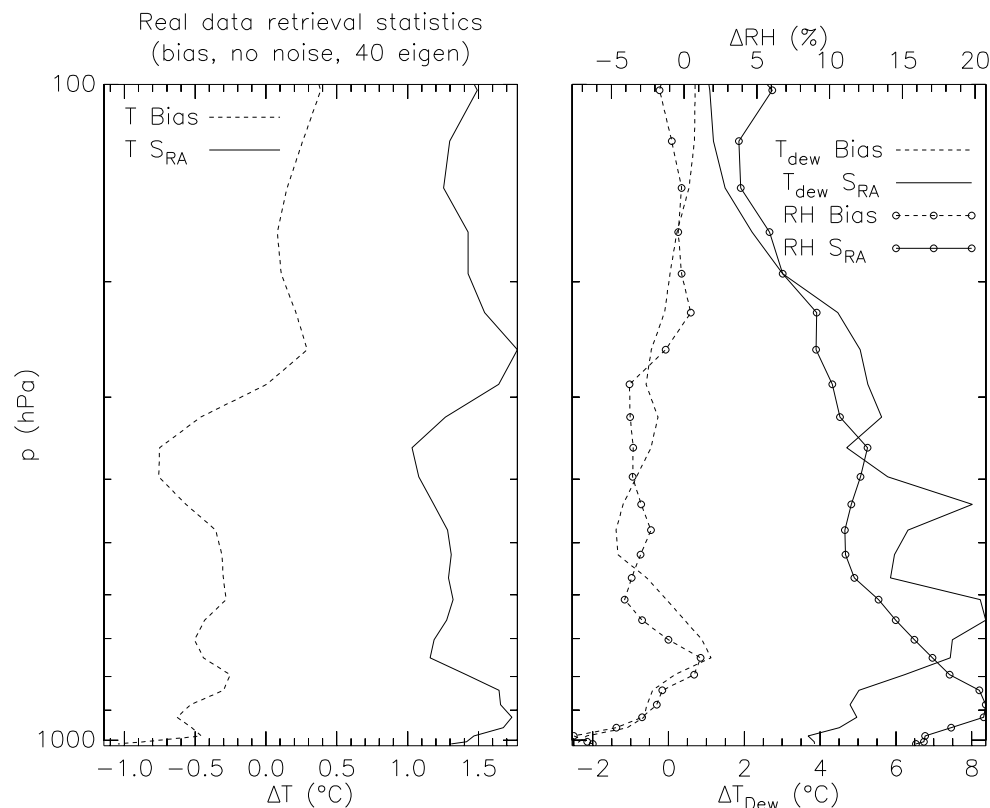 Real data retrieval statistics
(bias, no noise, 40 eigen)
ΔRH (%)
-5 0 5 10 15 20
100
T Bias
T S_RA
T_dew Bias
T_dew S_RA
RH Bias
RH S_RA
p (hPa)
1000
-1.0 -0.5 0.0 0.5 1.0 1.5
ΔT (°C)
-2 0 2 4 6 8
ΔT_Dew (°C)